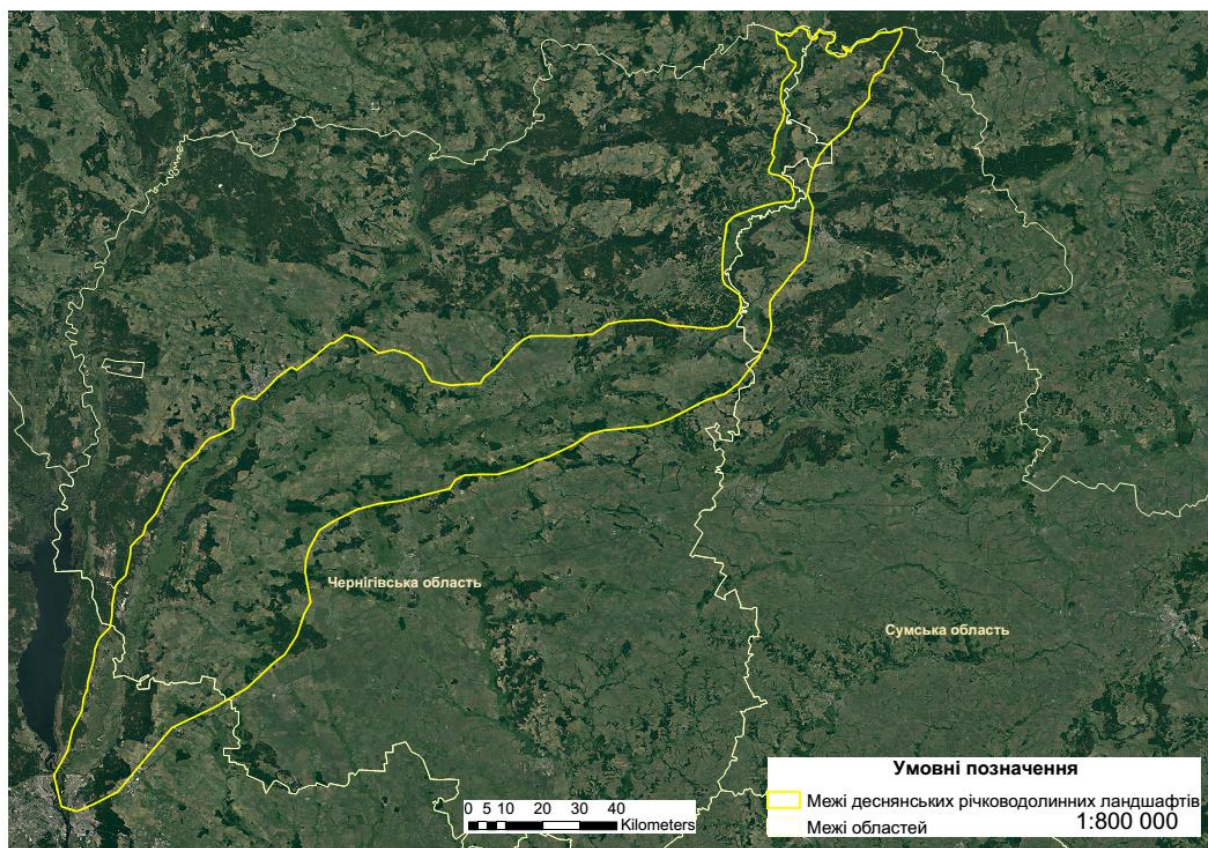 Чернігівська область
Сумська область
0 5 10 20 30 40
Kilometers
Умовні позначення
Межі деснянських річководолинних ландшафтів
Межі областей
1:800 000